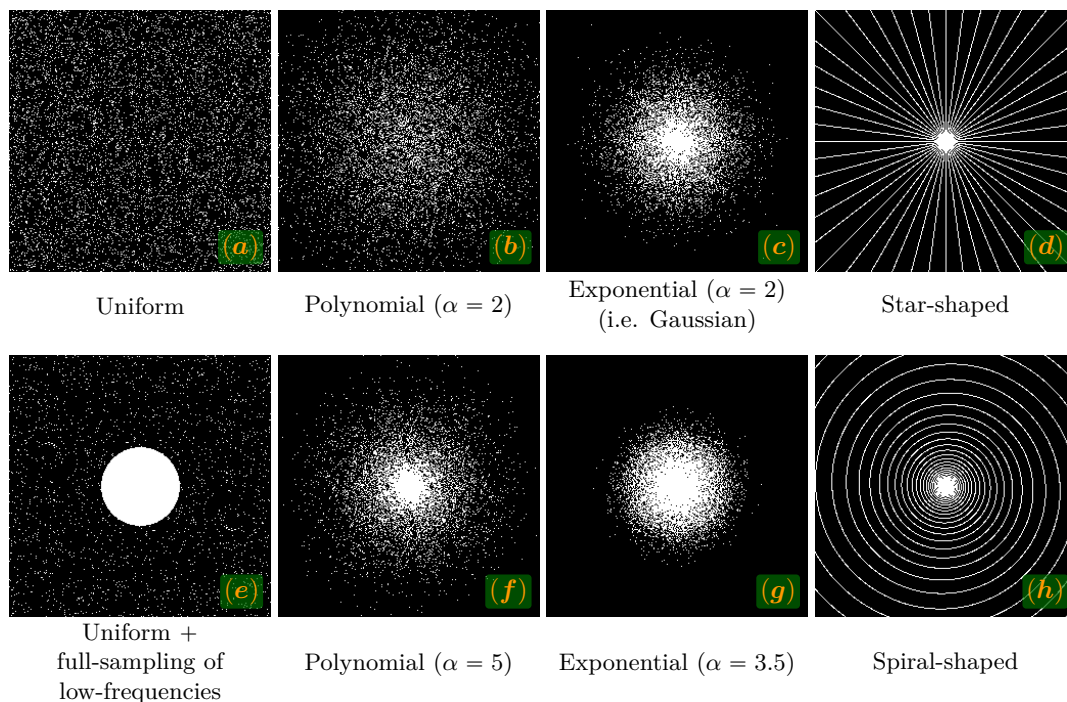 (a)
(b)
(c)
(d)
Uniform
Polynomial (α = 2)
Exponential (α = 2)
(i.e. Gaussian)
Star-shaped
(e)
(f)
(g)
(h)
Uniform +
full-sampling of
low-frequencies
Polynomial (α = 5)
Exponential (α = 3.5)
Spiral-shaped